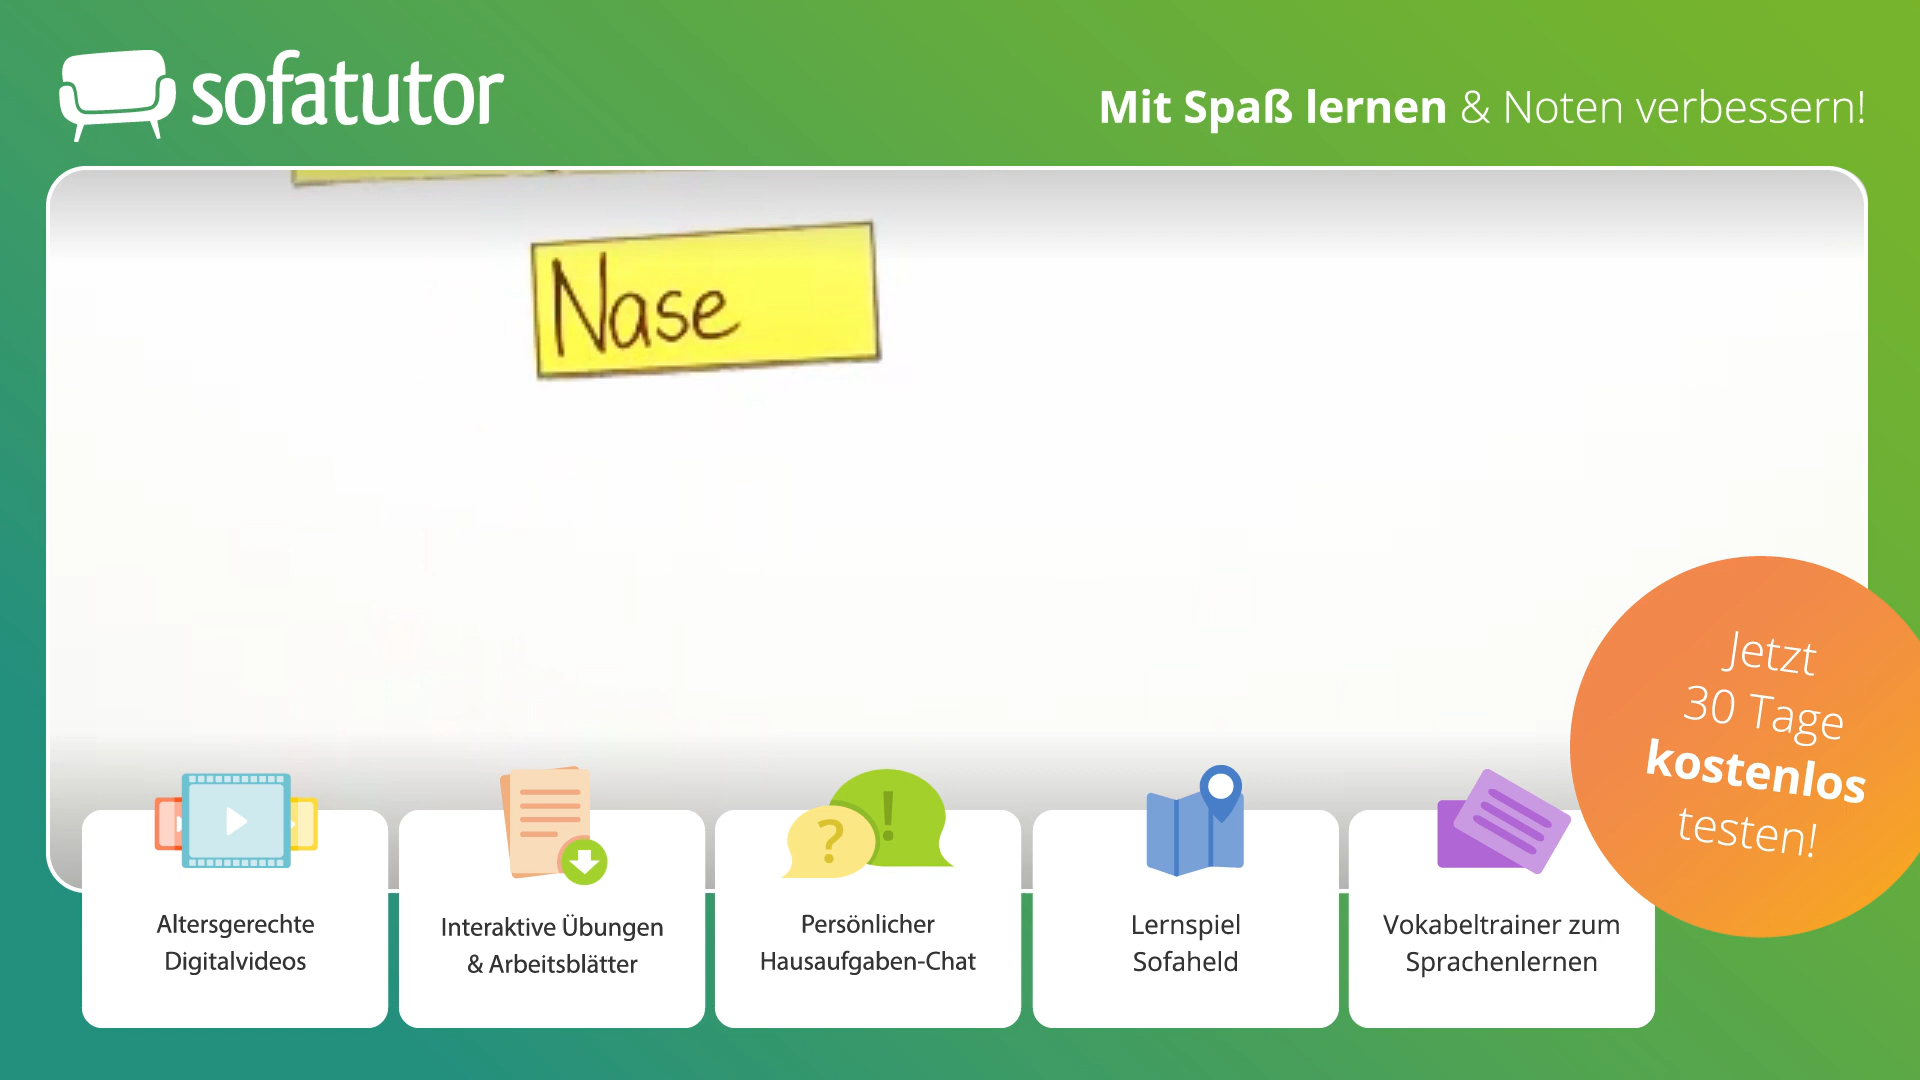 sofatutor
Mit Spaß lernen & Noten verbessern!
Nase
Jetzt
30 Tage
kostenlos
testen!
?
!
Altersgerechte
Digitalvideos
Interaktive Übungen
& Arbeitsblätter
Persönlicher
Hausaufgaben-Chat
Lernspiel
Sofaheld
Vokabeltrainer zum
Sprachenlernen